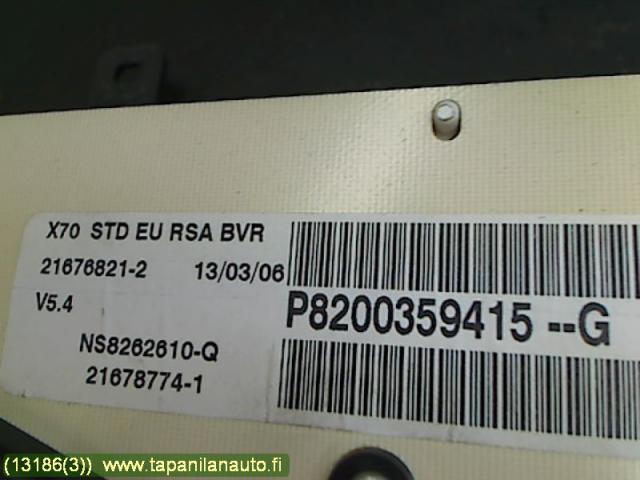 X70 STD EU RSA BVR
21676821-2 13/03/06
V5.4
P8200359415 --G
NS8262610-Q
21678774-1
(13186(3)) www.tapanilanauto.fi